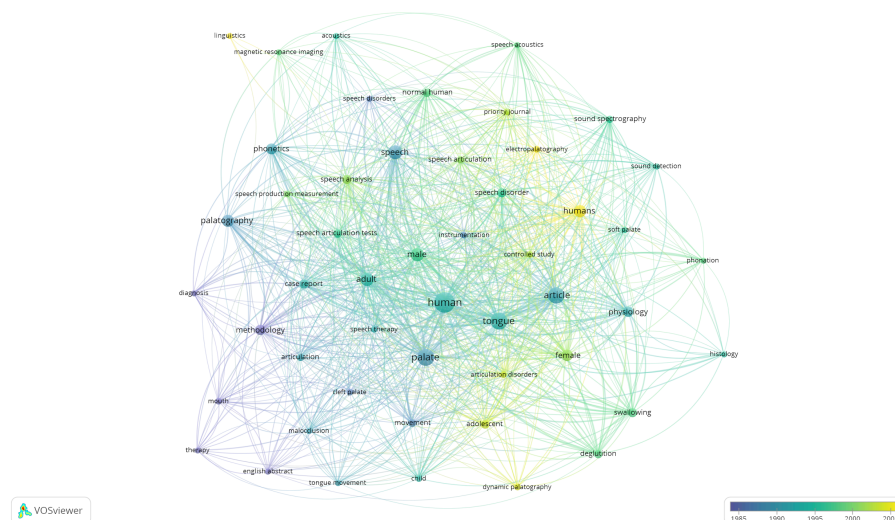 linguistics
acoustics
magnetic resonance imaging
speech acoustics
speech disorders
normal human
priority journal
sound spectrography
phonetics
speech
electropalatography
speech articulation
sound detection
speech analysis
speech production measurement
speech disorder
humans
palatography
speech articulation tests
instrumentation
soft palate
male
controlled study
phonation
case report
adult
diagnosis
human
article
tongue
physiology
methodology
speech therapy
articulation
palate
female
histology
articulation disorders
cleft palate
mouth
movement
adolescent
swallowing
malocclusion
therapy
deglutition
english abstract
tongue movement
child
dynamic palatography
VOSviewer
1985 1990 1995 2000